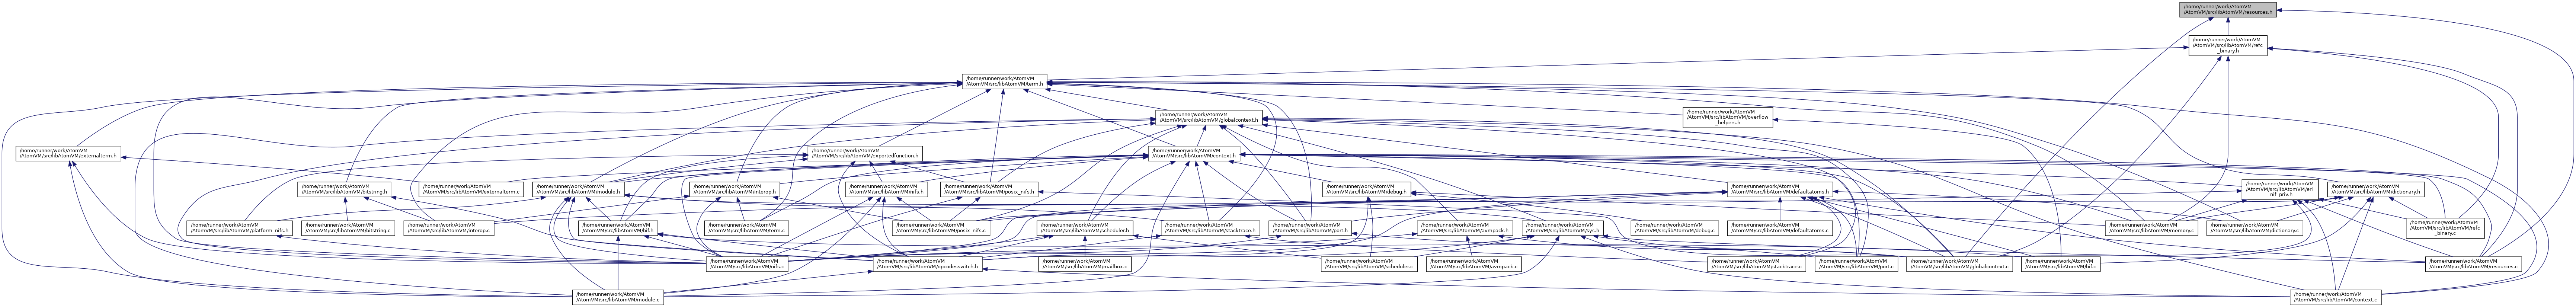 /home/runner/work/AtomVM
/AtomVM/src/libAtomVM/resources.h
/home/runner/work/AtomVM
/AtomVM/src/libAtomVM/refc
_binary.h
/home/runner/work/AtomVM
/AtomVM/src/libAtomVM/term.h
/home/runner/work/AtomVM
/AtomVM/src/libAtomVM/globalcontext.h
/home/runner/work/AtomVM
/AtomVM/src/libAtomVM/overflow
_helpers.h
/home/runner/work/AtomVM
/AtomVM/src/libAtomVM/externalterm.h
/home/runner/work/AtomVM
/AtomVM/src/libAtomVM/exportedfunction.h
/home/runner/work/AtomVM
/AtomVM/src/libAtomVM/context.h
/home/runner/work/AtomVM
/AtomVM/src/libAtomVM/bitstring.h
/home/runner/work/AtomVM
/AtomVM/src/libAtomVM/externalterm.c
/home/runner/work/AtomVM
/AtomVM/src/libAtomVM/module.h
/home/runner/work/AtomVM
/AtomVM/src/libAtomVM/interop.h
/home/runner/work/AtomVM
/AtomVM/src/libAtomVM/nifs.h
/home/runner/work/AtomVM
/AtomVM/src/libAtomVM/posix_nifs.h
/home/runner/work/AtomVM
/AtomVM/src/libAtomVM/debug.h
/home/runner/work/AtomVM
/AtomVM/src/libAtomVM/defaultatoms.h
/home/runner/work/AtomVM
/AtomVM/src/libAtomVM/erl
_nif_priv.h
/home/runner/work/AtomVM
/AtomVM/src/libAtomVM/dictionary.h
/home/runner/work/AtomVM
/AtomVM/src/libAtomVM/platform_nifs.h
/home/runner/work/AtomVM
/AtomVM/src/libAtomVM/bitstring.c
/home/runner/work/AtomVM
/AtomVM/src/libAtomVM/interop.c
/home/runner/work/AtomVM
/AtomVM/src/libAtomVM/bif.h
/home/runner/work/AtomVM
/AtomVM/src/libAtomVM/term.c
/home/runner/work/AtomVM
/AtomVM/src/libAtomVM/posix_nifs.c
/home/runner/work/AtomVM
/AtomVM/src/libAtomVM/scheduler.h
/home/runner/work/AtomVM
/AtomVM/src/libAtomVM/stacktrace.h
/home/runner/work/AtomVM
/AtomVM/src/libAtomVM/port.h
/home/runner/work/AtomVM
/AtomVM/src/libAtomVM/avmpack.h
/home/runner/work/AtomVM
/AtomVM/src/libAtomVM/sys.h
/home/runner/work/AtomVM
/AtomVM/src/libAtomVM/debug.c
/home/runner/work/AtomVM
/AtomVM/src/libAtomVM/defaultatoms.c
/home/runner/work/AtomVM
/AtomVM/src/libAtomVM/memory.c
/home/runner/work/AtomVM
/AtomVM/src/libAtomVM/dictionary.c
/home/runner/work/AtomVM
/AtomVM/src/libAtomVM/refc
_binary.c
/home/runner/work/AtomVM
/AtomVM/src/libAtomVM/nifs.c
/home/runner/work/AtomVM
/AtomVM/src/libAtomVM/opcodesswitch.h
/home/runner/work/AtomVM
/AtomVM/src/libAtomVM/mailbox.c
/home/runner/work/AtomVM
/AtomVM/src/libAtomVM/scheduler.c
/home/runner/work/AtomVM
/AtomVM/src/libAtomVM/avmpack.c
/home/runner/work/AtomVM
/AtomVM/src/libAtomVM/stacktrace.c
/home/runner/work/AtomVM
/AtomVM/src/libAtomVM/port.c
/home/runner/work/AtomVM
/AtomVM/src/libAtomVM/globalcontext.c
/home/runner/work/AtomVM
/AtomVM/src/libAtomVM/bif.c
/home/runner/work/AtomVM
/AtomVM/src/libAtomVM/resources.c
/home/runner/work/AtomVM
/AtomVM/src/libAtomVM/module.c
/home/runner/work/AtomVM
/AtomVM/src/libAtomVM/context.c